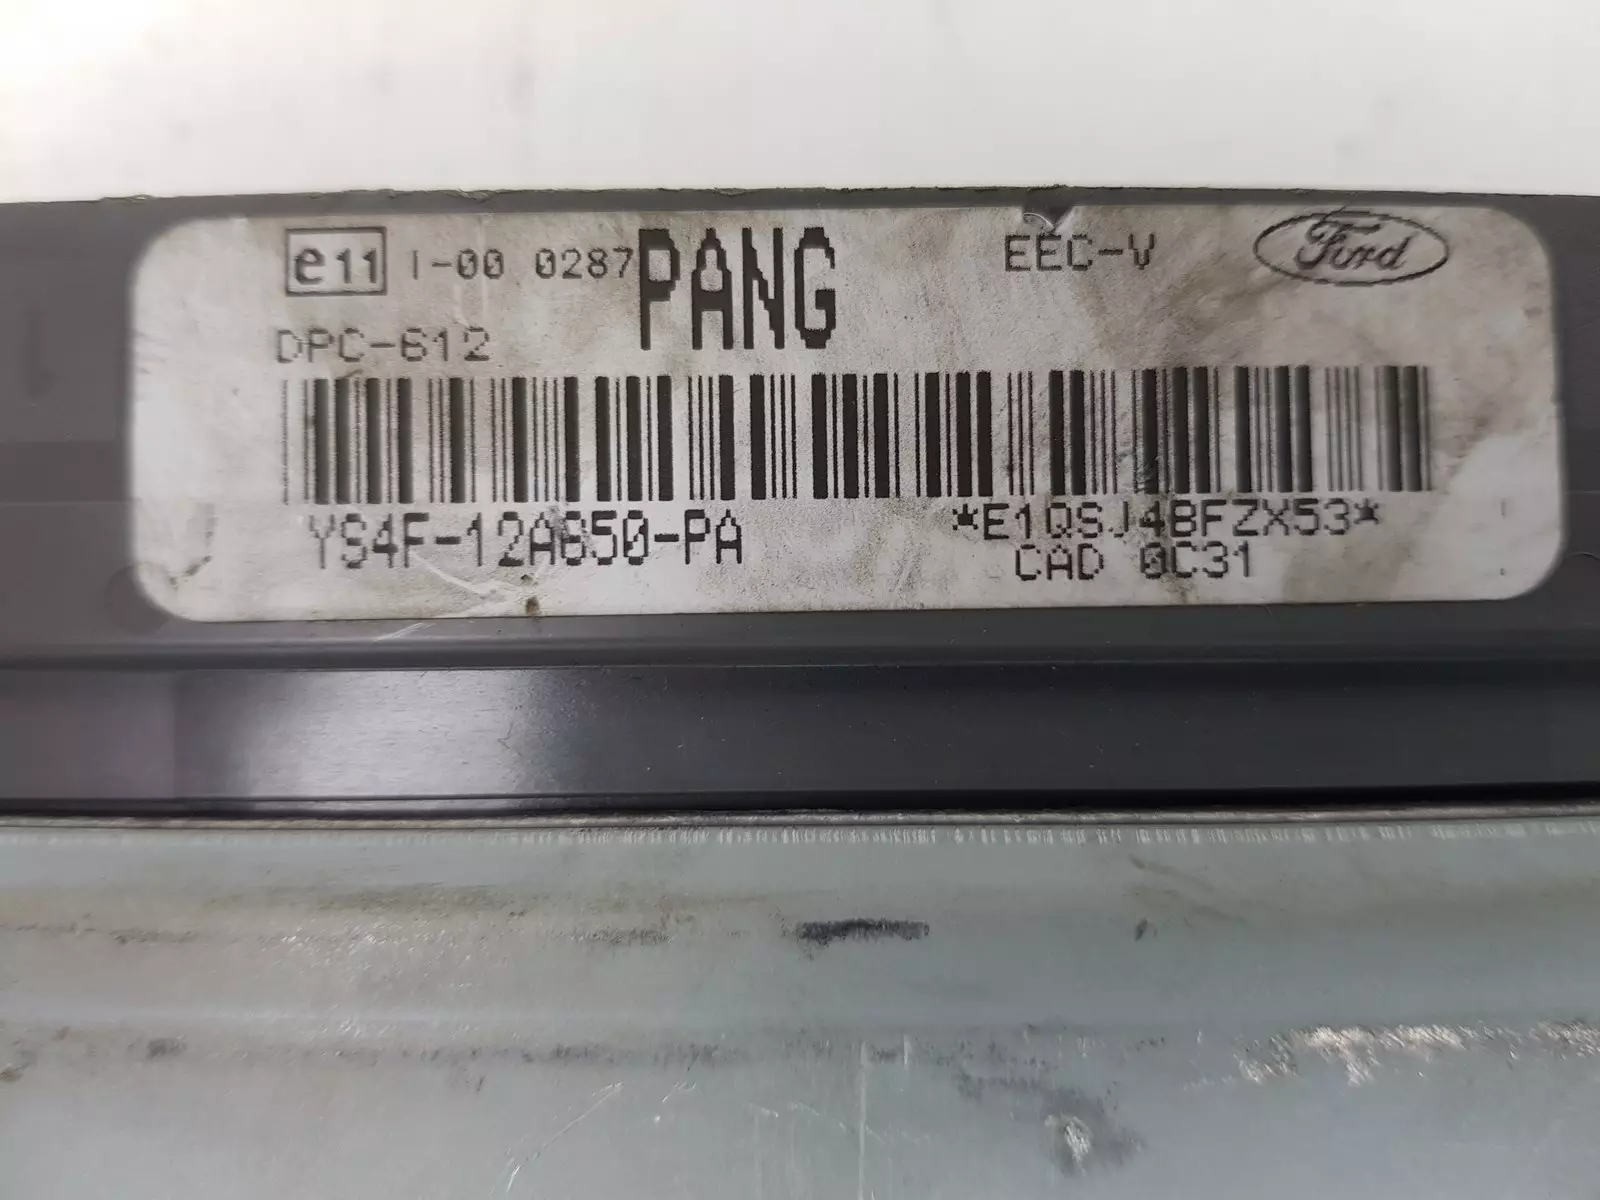 e11 I-00 0287 PANG EEC-V Ford
DPC-612
YS4F-12A650-PA *E1QSJ4BFZX53*
CAD 0C31